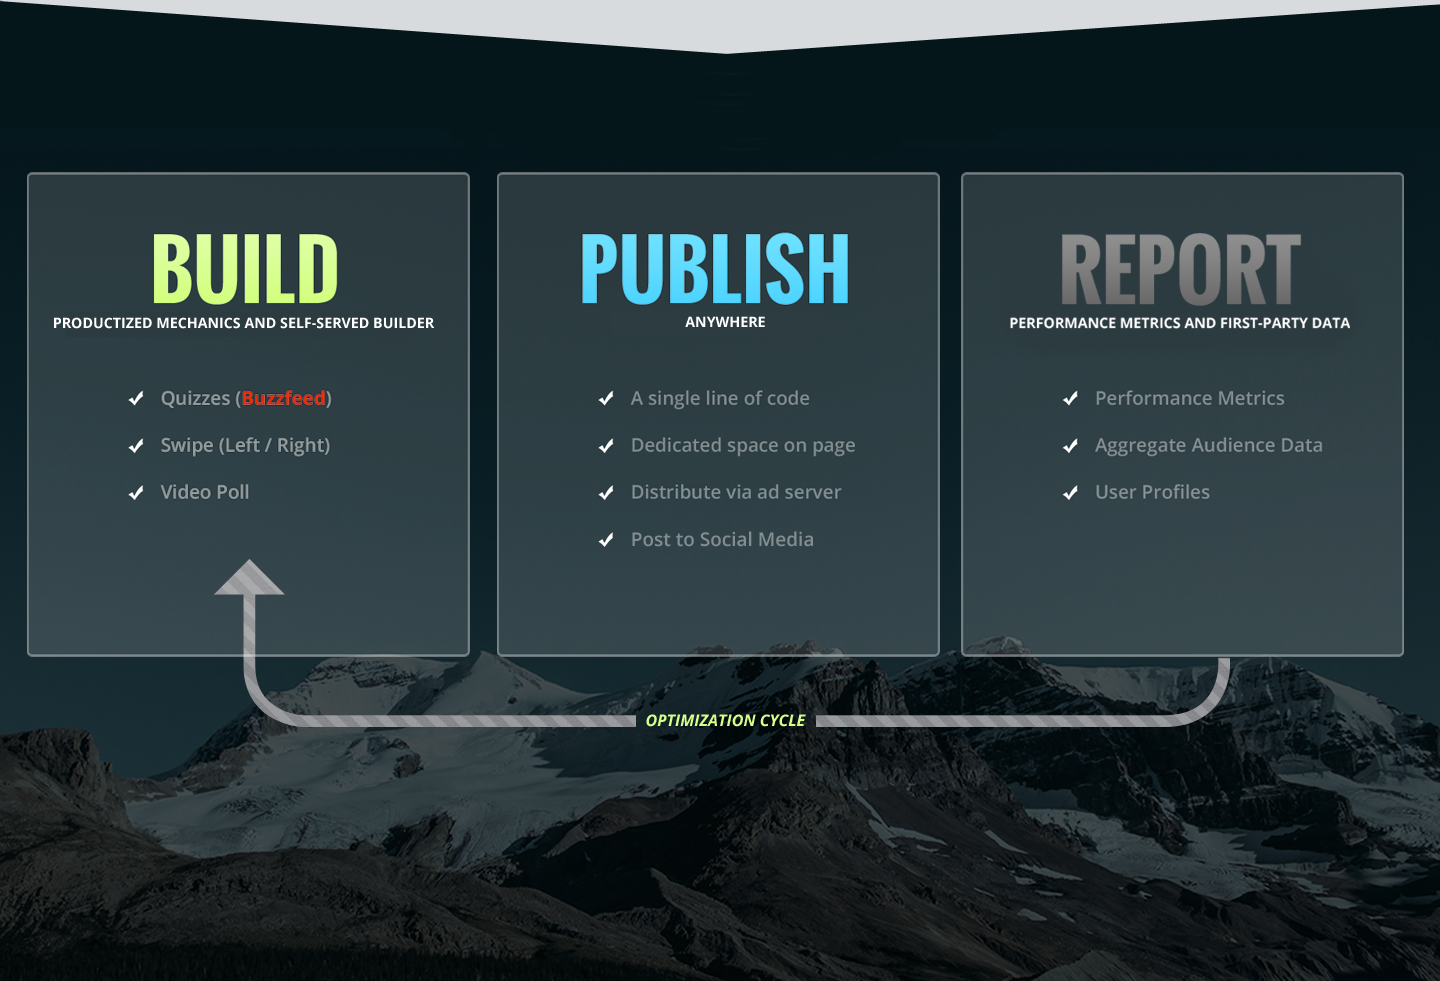 BUILD
PRODUCTIZED MECHANICS AND SELF-SERVED BUILDER
Quizzes (Buzzfeed)
Swipe (Left / Right)
Video Poll
PUBLISH
ANYWHERE
A single line of code
Dedicated space on page
Distribute via ad server
Post to Social Media
REPORT
PERFORMANCE METRICS AND FIRST-PARTY DATA
Performance Metrics
Aggregate Audience Data
User Profiles
OPTIMIZATION CYCLE